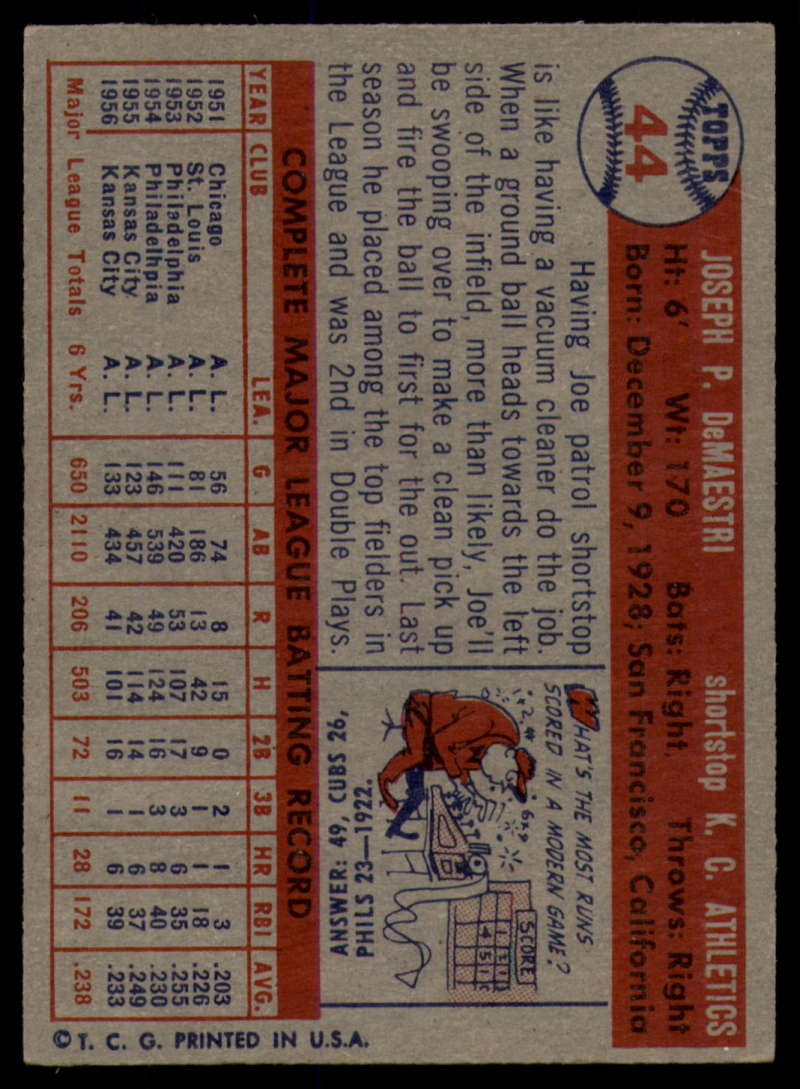 TOPPS
44
JOSEPH P. DeMAESTRI shortstop K. C. ATHLETICS
Ht: 6' Wt: 170 Bats: Right. Throws: Right
Born: December 9, 1928; San Francisco, California
Having Joe patrol shortstop
is like having a vacuum cleaner do the job.
When a ground ball heads towards the left
side of the infield, more than likely, Joe'll
be swooping over to make a clean pick up
and fire the ball to first for the out. Last
season he placed among the top fielders in
the League and was 2nd in Double Plays.
WHAT'S THE MOST RUNS
SCORED IN A MODERN GAME?
SCORE
ANSWER: 49, CUBS 26,
PHILS 23—1922.
COMPLETE MAJOR LEAGUE BATTING RECORD
YEAR CLUB LEA. G AB R H 2B 3B HR RBI AVG.
1951 Chicago A. L. 56 74 8 15 0 2 1 3 .203
1952 St. Louis A. L. 81 186 13 42 9 1 1 18 .226
1953 Philadelphia A. L. 111 420 53 107 17 3 6 35 .255
1954 Philadelhpia A. L. 146 539 49 124 16 3 8 40 .230
1955 Kansas City A. L. 123 457 42 114 14 1 6 37 .249
1956 Kansas City A. L. 133 434 41 101 16 1 6 39 .233
Major League Totals 6 Yrs. 650 2110 206 503 72 11 28 172 .238
© T. C. G. PRINTED IN U.S.A.